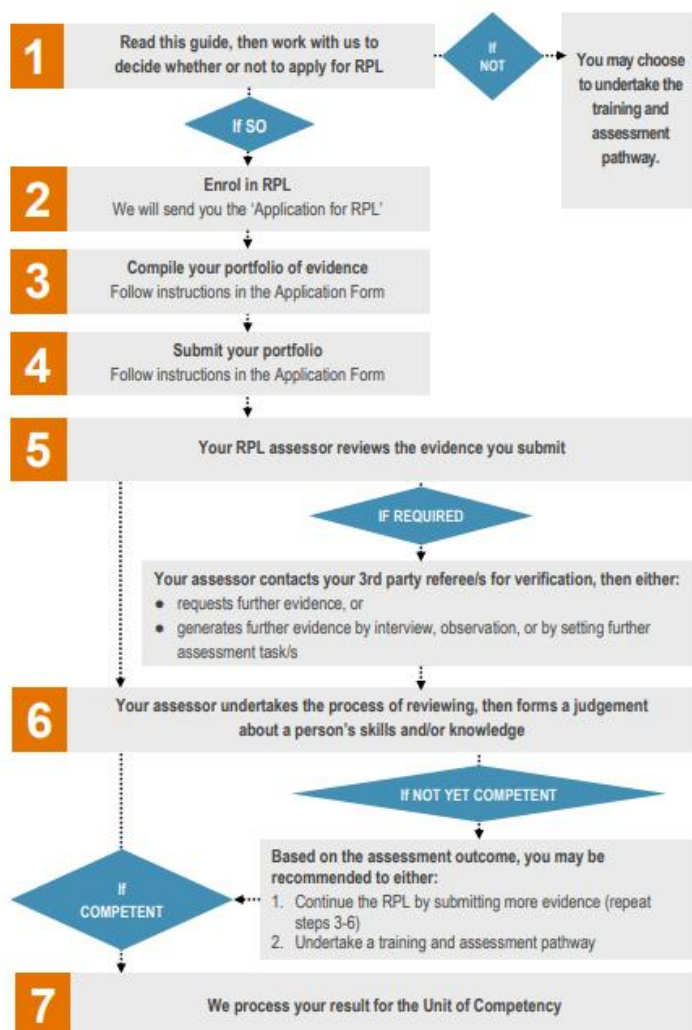 1
Read this guide, then work with us to
decide whether or not to apply for RPL
If
NOT
You may choose
to undertake the
training and
assessment
pathway.
If SO
2
Enrol in RPL
We will send you the ‘Application for RPL’
3
Compile your portfolio of evidence
Follow instructions in the Application Form
4
Submit your portfolio
Follow instructions in the Application Form
5
Your RPL assessor reviews the evidence you submit
IF REQUIRED
Your assessor contacts your 3rd party referee/s for verification, then either:
● requests further evidence, or
● generates further evidence by interview, observation, or by setting further
assessment task/s
6
Your assessor undertakes the process of reviewing, then forms a judgement
about a person’s skills and/or knowledge
If NOT YET COMPETENT
Based on the assessment outcome, you may be
recommended to either:
1. Continue the RPL by submitting more evidence (repeat
steps 3-6)
2. Undertake a training and assessment pathway
If
COMPETENT
7
We process your result for the Unit of Competency